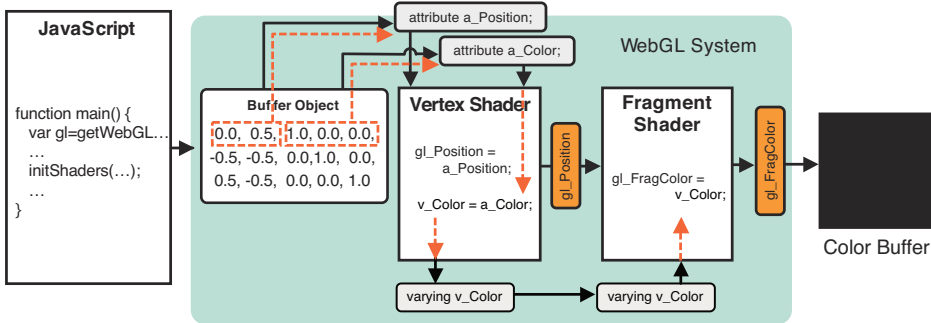 JavaScript
function main() {
var gl=getWebGL…
…
initShaders(…);
…
}
attribute a_Position;
attribute a_Color;
WebGL System
Buffer Object
0.0, 0.5, 1.0, 0.0, 0.0,
-0.5, -0.5, 0.0,1.0, 0.0,
0.5, -0.5, 0.0, 0.0, 1.0
Vertex Shader
gl_Position =
a_Position;
v_Color = a_Color;
gl_Position
Fragment
Shader
gl_FragColor =
v_Color;
gl_FragColor
Color Buffer
varying v_Color
varying v_Color